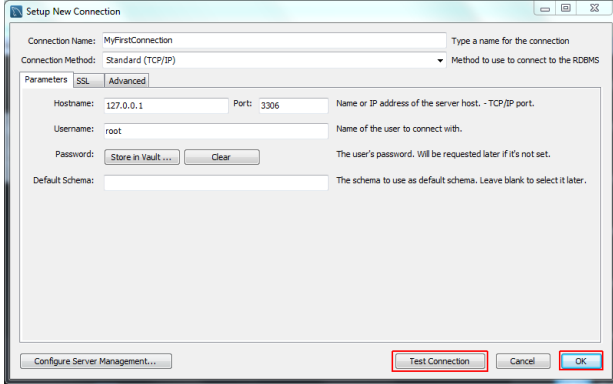 Setup New Connection
Connection Name: MyFirstConnection Type a name for the connection
Connection Method: Standard (TCP/IP) Method to use to connect to the RDBMS
Parameters SSL Advanced
Hostname: 127.0.0.1 Port: 3306 Name or IP address of the server host. - TCP/IP port.
Username: root Name of the user to connect with.
Password: Store in Vault ... Clear The user's password. Will be requested later if it's not set.
Default Schema: The schema to use as default schema. Leave blank to select it later.
Configure Server Management... Test Connection Cancel OK